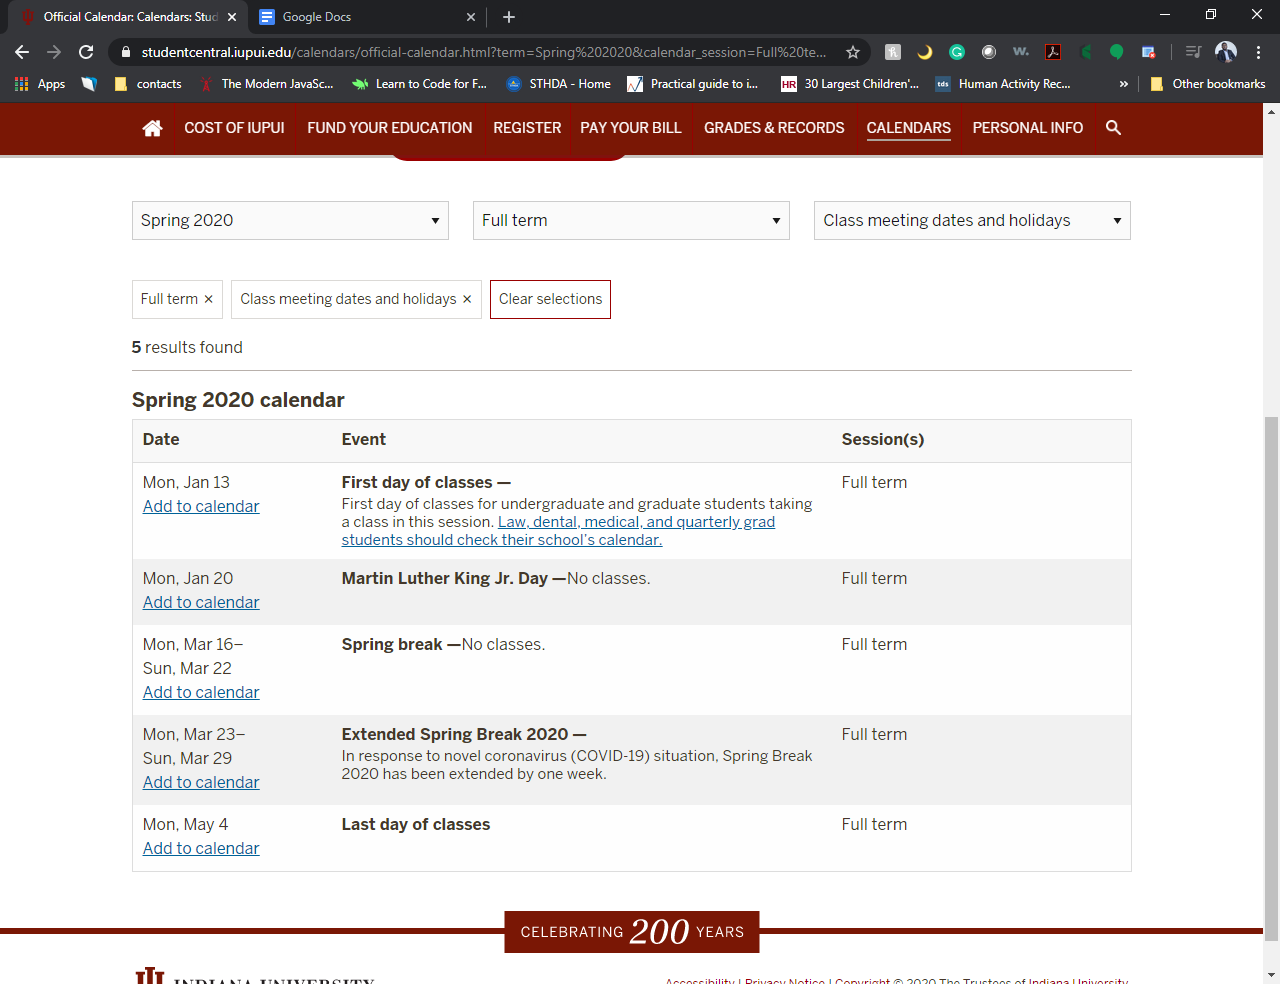 Official Calendar: Calendars: Stud
Google Docs
studentcentral.iupui.edu/calendars/official-calendar.html?term=Spring%202020&calendar_session=Full%20te...
Apps
contacts
The Modern JavaSc...
Learn to Code for F...
STHDA - Home
Practical guide to i...
HR 30 Largest Children'...
tds Human Activity Rec...
»
Other bookmarks
COST OF IUPUI
FUND YOUR EDUCATION
REGISTER
PAY YOUR BILL
GRADES & RECORDS
CALENDARS
PERSONAL INFO
Spring 2020
Full term
Class meeting dates and holidays
Full term ×
Class meeting dates and holidays ×
Clear selections
5 results found
Spring 2020 calendar
Date Event Session(s)
Mon, Jan 13
Add to calendar
First day of classes —
First day of classes for undergraduate and graduate students taking
a class in this session. Law, dental, medical, and quarterly grad
students should check their school's calendar.
Full term
Mon, Jan 20
Add to calendar
Martin Luther King Jr. Day —No classes.
Full term
Mon, Mar 16–
Sun, Mar 22
Add to calendar
Spring break —No classes.
Full term
Mon, Mar 23–
Sun, Mar 29
Add to calendar
Extended Spring Break 2020 —
In response to novel coronavirus (COVID-19) situation, Spring Break
2020 has been extended by one week.
Full term
Mon, May 4
Add to calendar
Last day of classes
Full term
CELEBRATING 200 YEARS
INDIANA UNIVERSITY
Accessibility | Privacy Notice | Copyright © 2020 The Trustees of Indiana University